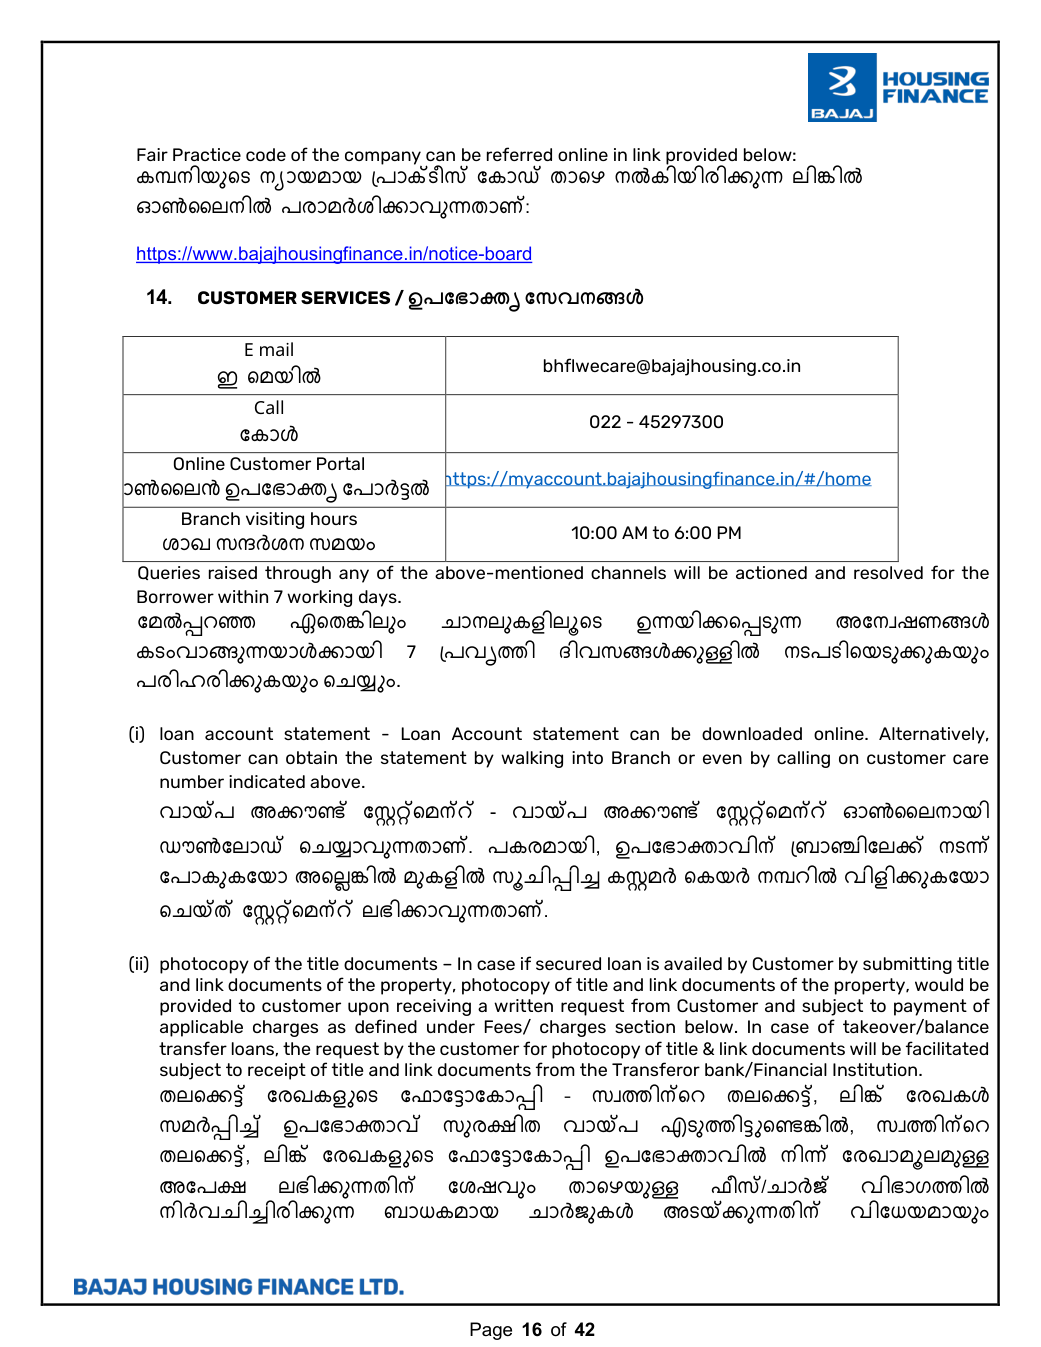 BAJAJ
HOUSING
FINANCE
Fair Practice code of the company can be referred online in link provided below:
കമ്പനിയുടെ ന്യായമായ പ്രാക്ടീസ് കോഡ് താഴെ നൽകിയിരിക്കുന്ന ലിങ്കിൽ
ഓൺലൈനിൽ പരാമർശിക്കാവുന്നതാണ്:
https://www.bajajhousingfinance.in/notice-board
14. CUSTOMER SERVICES / ഉപഭോക്തൃ സേവനങ്ങൾ
E mail
ഇ മെയിൽ
bhflwecare@bajajhousing.co.in
Call
കോൾ
022 - 45297300
Online Customer Portal
ഓൺലൈൻ ഉപഭോക്തൃ പോർട്ടൽ
https://myaccount.bajajhousingfinance.in/#/home
Branch visiting hours
ശാഖ സന്ദർശന സമയം
10:00 AM to 6:00 PM
Queries raised through any of the above-mentioned channels will be actioned and resolved for the
Borrower within 7 working days.
മേൽപ്പറഞ്ഞ ഏതെങ്കിലും ചാനലുകളിലൂടെ ഉന്നയിക്കപ്പെടുന്ന അന്വേഷണങ്ങൾ
കടംവാങ്ങുന്നയാൾക്കായി 7 പ്രവൃത്തി ദിവസങ്ങൾക്കുള്ളിൽ നടപടിയെടുക്കുകയും
പരിഹരിക്കുകയും ചെയ്യും.
(i) loan account statement - Loan Account statement can be downloaded online. Alternatively,
Customer can obtain the statement by walking into Branch or even by calling on customer care
number indicated above.
വായ്പ അക്കൗണ്ട് സ്റ്റേറ്റ്മെന്റ് - വായ്പ അക്കൗണ്ട് സ്റ്റേറ്റ്മെന്റ് ഓൺലൈനായി
ഡൗൺലോഡ് ചെയ്യാവുന്നതാണ്. പകരമായി, ഉപഭോക്താവിന് ബ്രാഞ്ചിലേക്ക് നടന്ന്
പോകുകയോ അല്ലെങ്കിൽ മുകളിൽ സൂചിപ്പിച്ച കസ്റ്റമർ കെയർ നമ്പറിൽ വിളിക്കുകയോ
ചെയ്ത് സ്റ്റേറ്റ്മെന്റ് ലഭിക്കാവുന്നതാണ്.
(ii) photocopy of the title documents – In case if secured loan is availed by Customer by submitting title
and link documents of the property, photocopy of title and link documents of the property, would be
provided to customer upon receiving a written request from Customer and subject to payment of
applicable charges as defined under Fees/ charges section below. In case of takeover/balance
transfer loans, the request by the customer for photocopy of title & link documents will be facilitated
subject to receipt of title and link documents from the Transferor bank/Financial Institution.
തലക്കെട്ട് രേഖകളുടെ ഫോട്ടോകോപ്പി - സ്വത്തിന്റെ തലക്കെട്ട്, ലിങ്ക് രേഖകൾ
സമർപ്പിച്ച് ഉപഭോക്താവ് സുരക്ഷിത വായ്പ എടുത്തിട്ടുണ്ടെങ്കിൽ, സ്വത്തിന്റെ
തലക്കെട്ട്, ലിങ്ക് രേഖകളുടെ ഫോട്ടോകോപ്പി ഉപഭോക്താവിൽ നിന്ന് രേഖാമൂലമുള്ള
അപേക്ഷ ലഭിക്കുന്നതിന് ശേഷവും താഴെയുള്ള ഫീസ്/ചാർജ് വിഭാഗത്തിൽ
നിർവചിച്ചിരിക്കുന്ന ബാധകമായ ചാർജുകൾ അടയ്ക്കുന്നതിന് വിധേയമായും
BAJAJ HOUSING FINANCE LTD.
Page 16 of 42